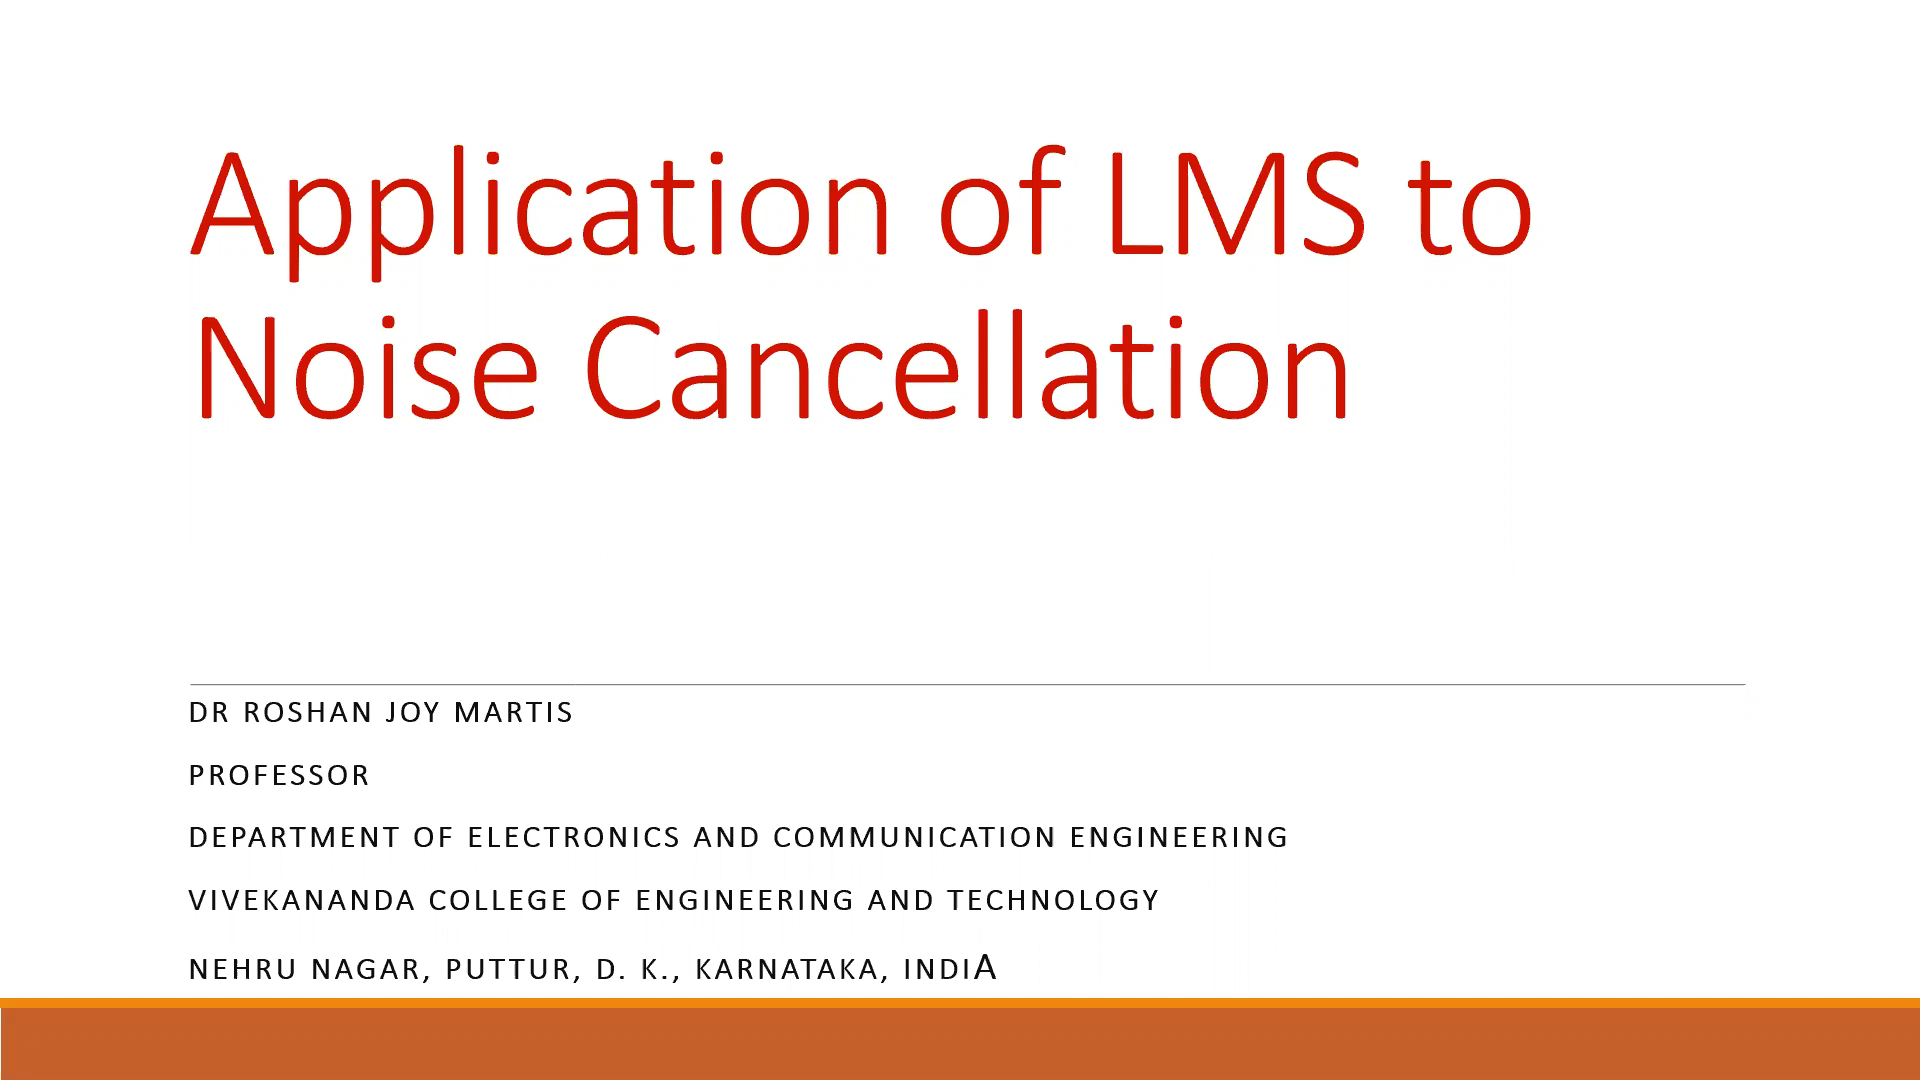 Application of LMS to
Noise Cancellation
DR ROSHAN JOY MARTIS
PROFESSOR
DEPARTMENT OF ELECTRONICS AND COMMUNICATION ENGINEERING
VIVEKANANDA COLLEGE OF ENGINEERING AND TECHNOLOGY
NEHRU NAGAR, PUTTUR, D. K., KARNATAKA, INDIA